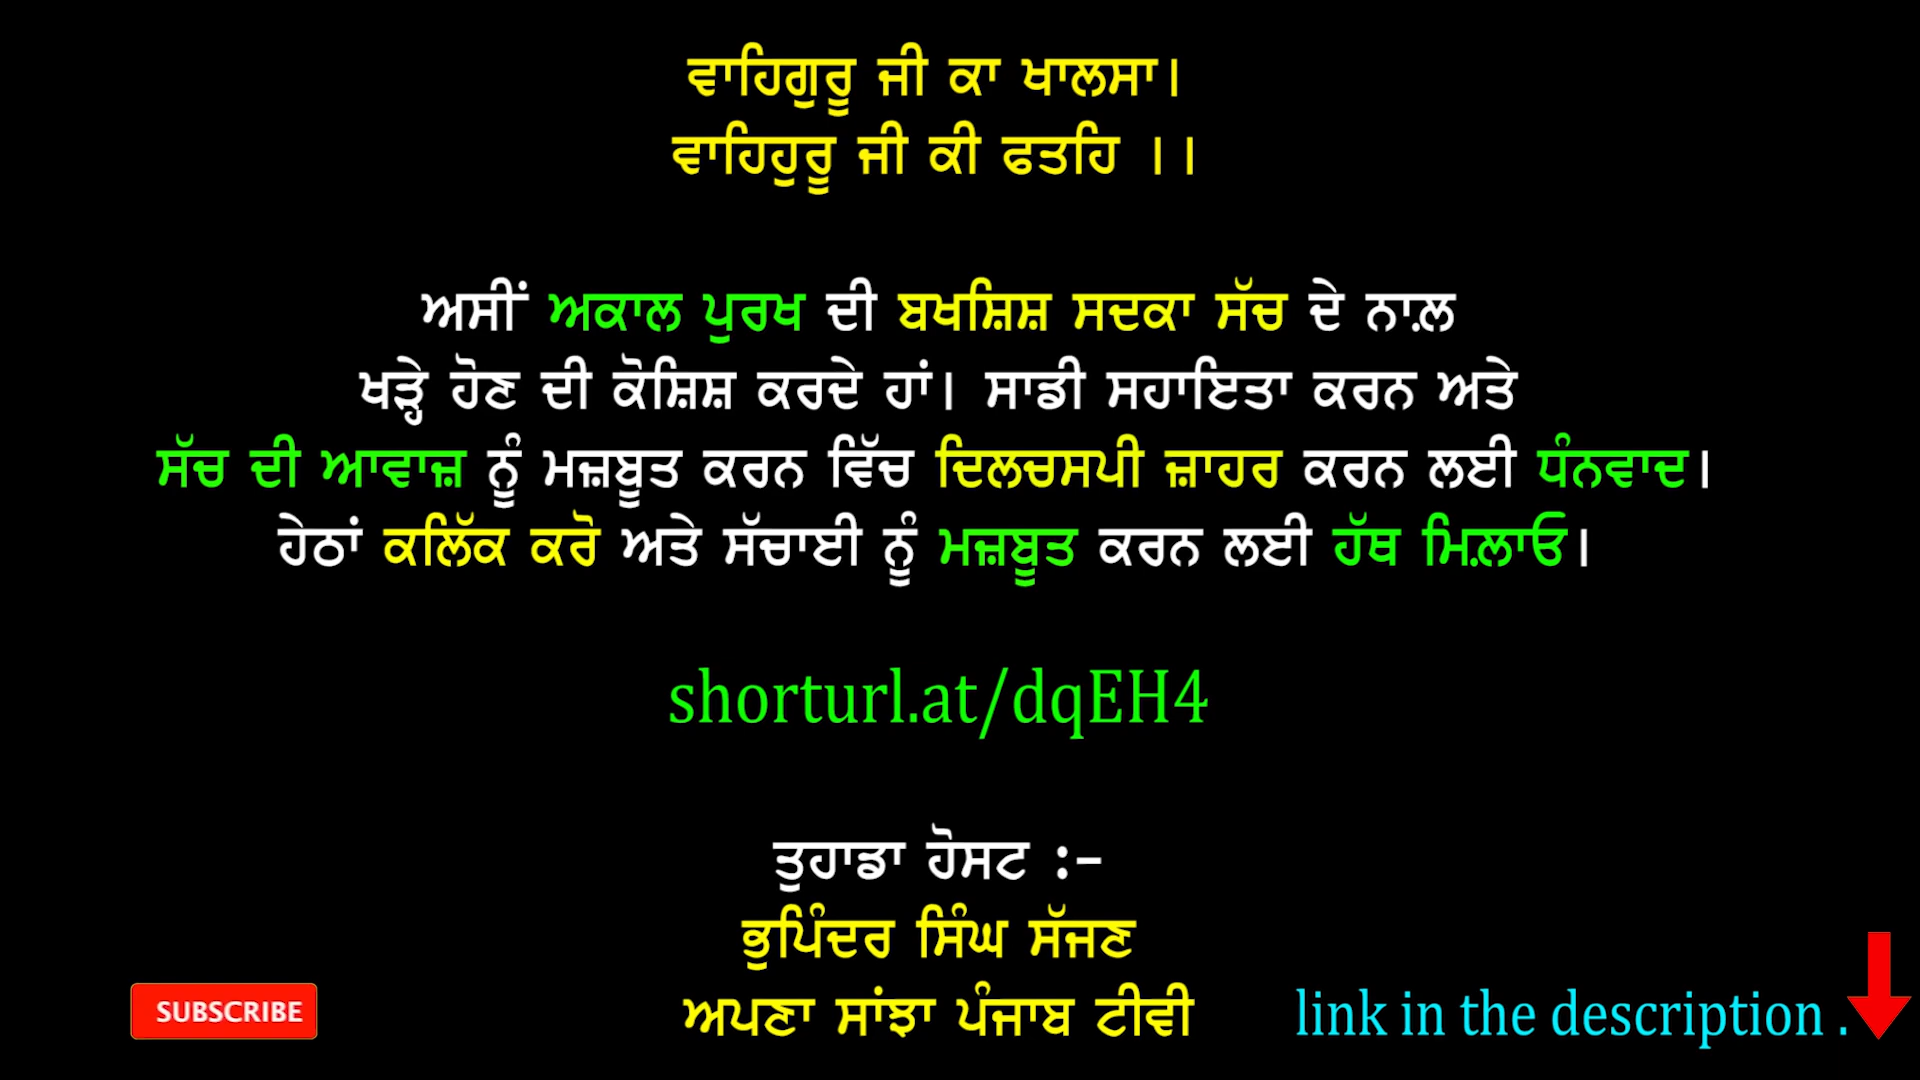 ਵਾਹਿਗੁਰੂ ਜੀ ਕਾ ਖਾਲਸਾ।
ਵਾਹਿਹੁਰੂ ਜੀ ਕੀ ਫਤਹਿ ।।
ਅਸੀਂ ਅਕਾਲ ਪੁਰਖ ਦੀ ਬਖਸ਼ਿਸ਼ ਸਦਕਾ ਸੱਚ ਦੇ ਨਾਲ਼
ਖੜ੍ਹੇ ਹੋਣ ਦੀ ਕੋਸ਼ਿਸ਼ ਕਰਦੇ ਹਾਂ। ਸਾਡੀ ਸਹਾਇਤਾ ਕਰਨ ਅਤੇ
ਸੱਚ ਦੀ ਆਵਾਜ਼ ਨੂੰ ਮਜ਼ਬੂਤ ਕਰਨ ਵਿੱਚ ਦਿਲਚਸਪੀ ਜ਼ਾਹਰ ਕਰਨ ਲਈ ਧੰਨਵਾਦ।
ਹੇਠਾਂ ਕਲਿੱਕ ਕਰੋ ਅਤੇ ਸੱਚਾਈ ਨੂੰ ਮਜ਼ਬੂਤ ਕਰਨ ਲਈ ਹੱਥ ਮਿਲ਼ਾਓ।
shorturl.at/dqEH4
ਤੁਹਾਡਾ ਹੋਸਟ :-
ਭੁਪਿੰਦਰ ਸਿੰਘ ਸੱਜਣ
ਅਪਣਾ ਸਾਂਝਾ ਪੰਜਾਬ ਟੀਵੀ
SUBSCRIBE
link in the description .